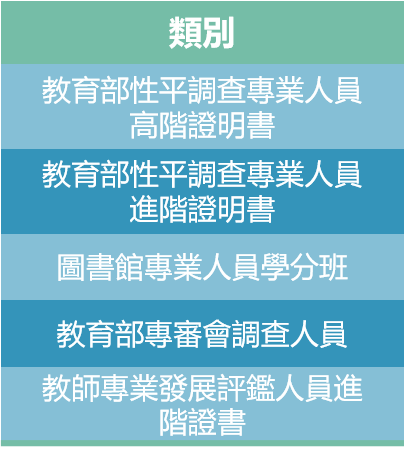 類別
教育部性平調查專業人員
高階證明書
教育部性平調查專業人員
進階證明書
圖書館專業人員學分班
教育部專審會調查人員
教師專業發展評鑑人員進
階證書